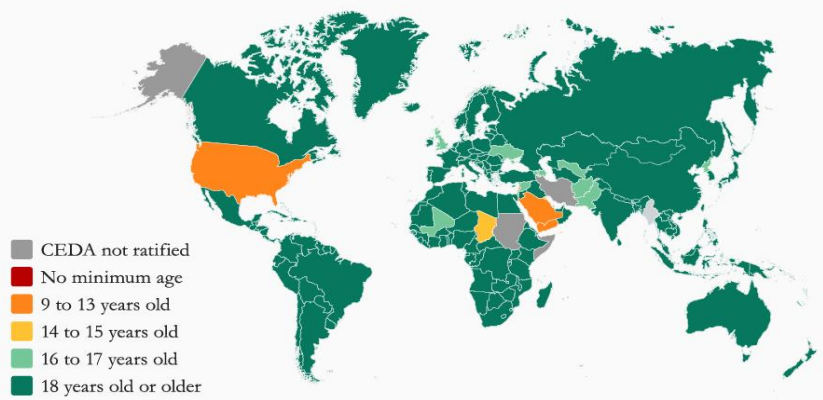 CEDA not ratified
No minimum age
9 to 13 years old
14 to 15 years old
16 to 17 years old
18 years old or older